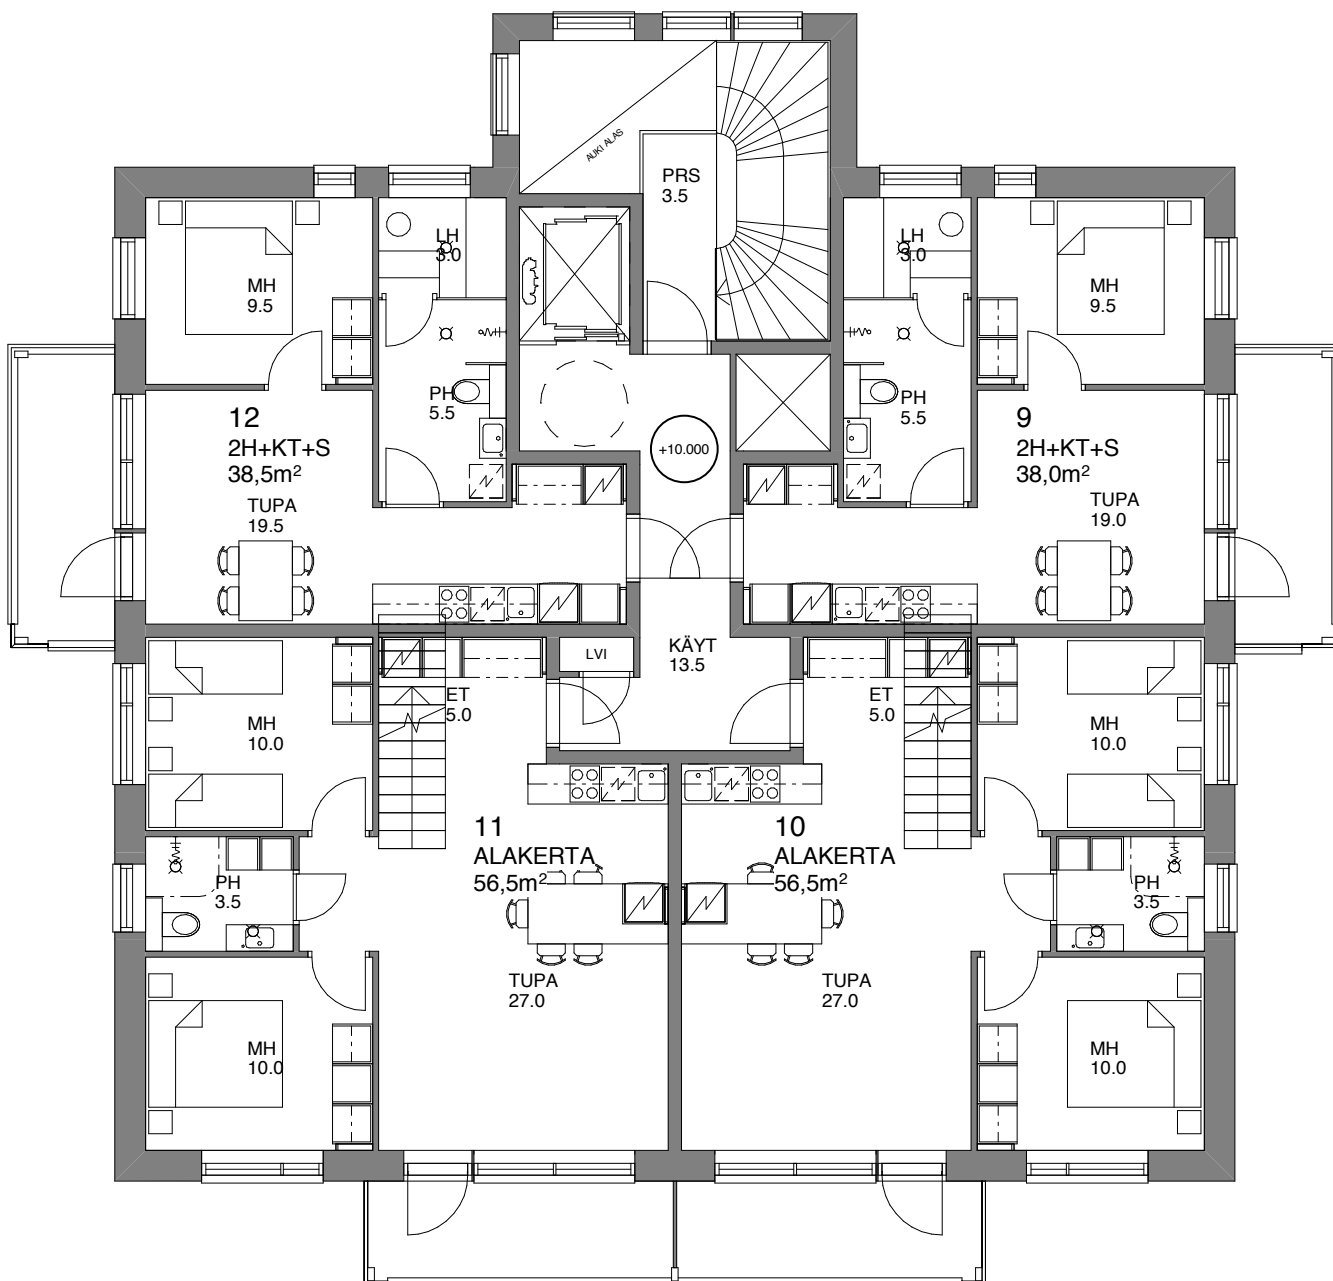 AUKI ALAS
PRS
3.5
LH
3.0
LH
3.0
MH
9.5
MH
9.5
PH
5.5
PH
5.5
12
2H+KT+S
38,5m²
TUPA
19.5
+10.000
9
2H+KT+S
38,0m²
TUPA
19.0
LVI
KÄYT
13.5
ET
5.0
ET
5.0
MH
10.0
MH
10.0
11
ALAKERTA
56,5m²
10
ALAKERTA
56,5m²
PH
3.5
PH
3.5
TUPA
27.0
TUPA
27.0
MH
10.0
MH
10.0